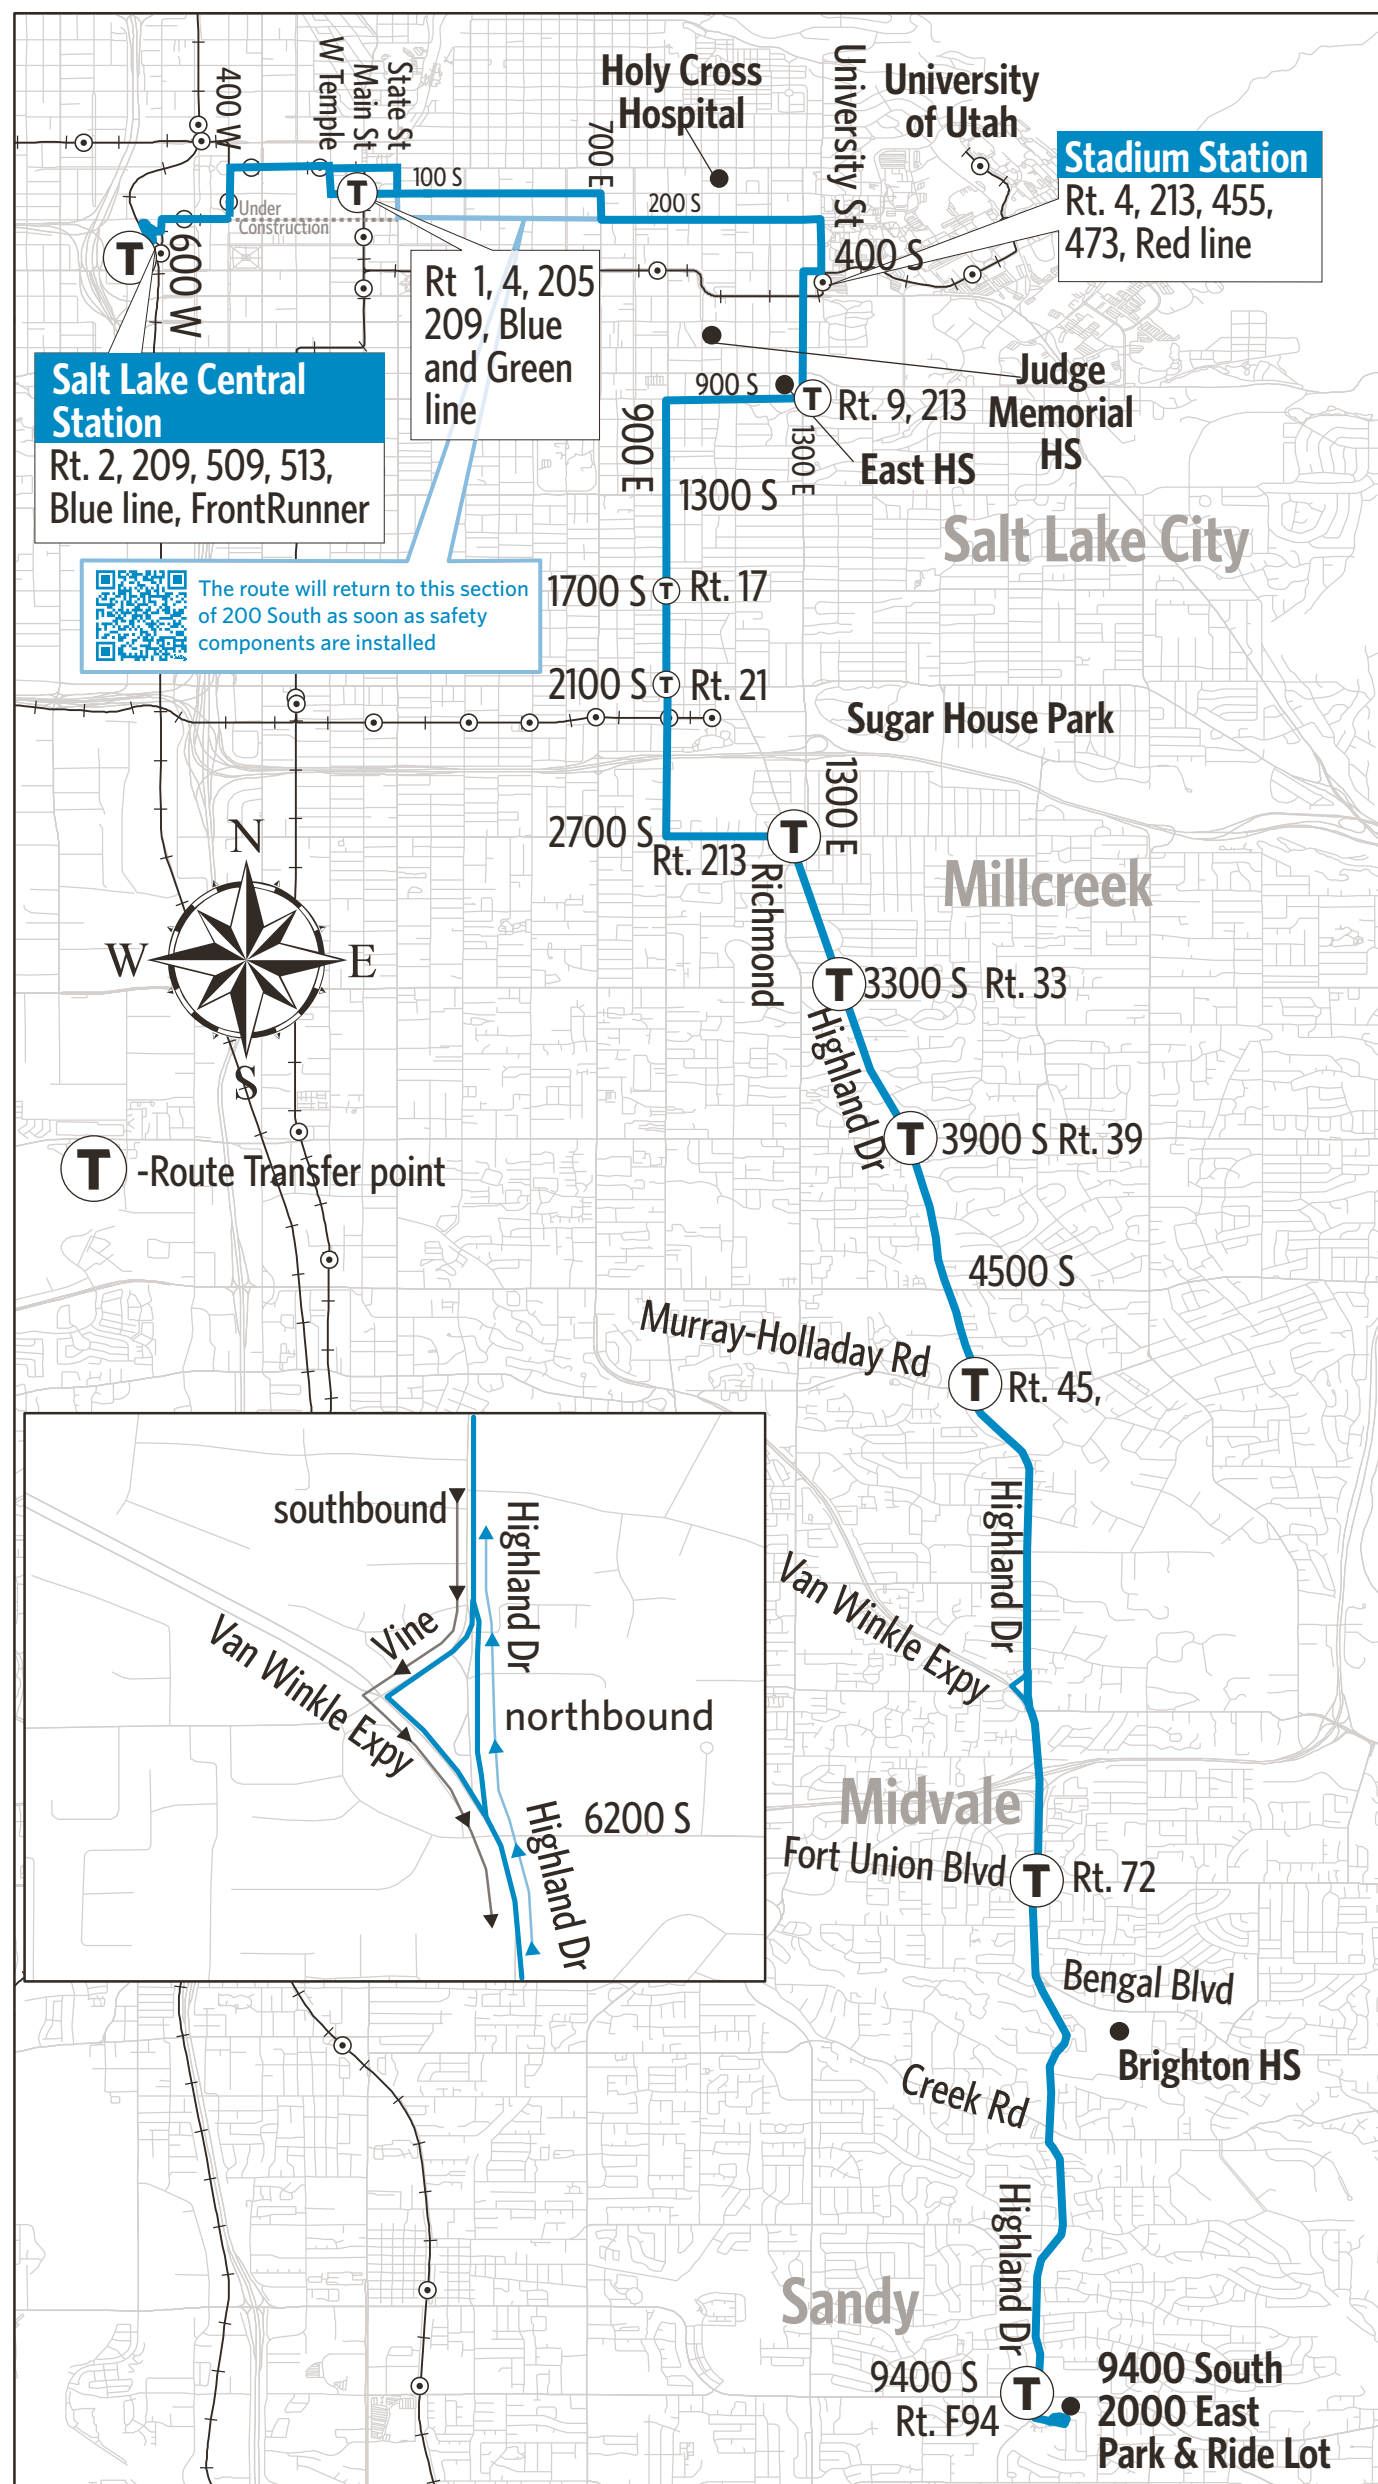 400 W
W Temple
Main St
State St
Holy Cross
Hospital
700 E
University St
University
of Utah
Stadium Station
Rt. 4, 213, 455,
473, Red line
100 S
200 S
T
Under
Construction
T
600 W
400 S
Rt 1, 4, 205
209, Blue
and Green
line
Salt Lake Central
Station
Rt. 2, 209, 509, 513,
Blue line, FrontRunner
Judge
Memorial
HS
900 S
T
Rt. 9, 213
900 E
1300 E
East HS
1300 S
Salt Lake City
The route will return to this section
of 200 South as soon as safety
components are installed
1700 S
T
Rt. 17
2100 S
T
Rt. 21
Sugar House Park
1300 E
2700 S
T
Rt. 213
Richmond
Millcreek
N
W
E
S
T
3300 S Rt. 33
Highland Dr
T
3900 S Rt. 39
T
-Route Transfer point
4500 S
Murray-Holladay Rd
T
Rt. 45,
southbound
Highland Dr
Vine
Van Winkle Expy
northbound
6200 S
Highland Dr
Highland Dr
Van Winkle Expy
Midvale
Fort Union Blvd
T
Rt. 72
Bengal Blvd
Brighton HS
Creek Rd
Highland Dr
Sandy
9400 S
Rt. F94
T
9400 South
2000 East
Park & Ride Lot